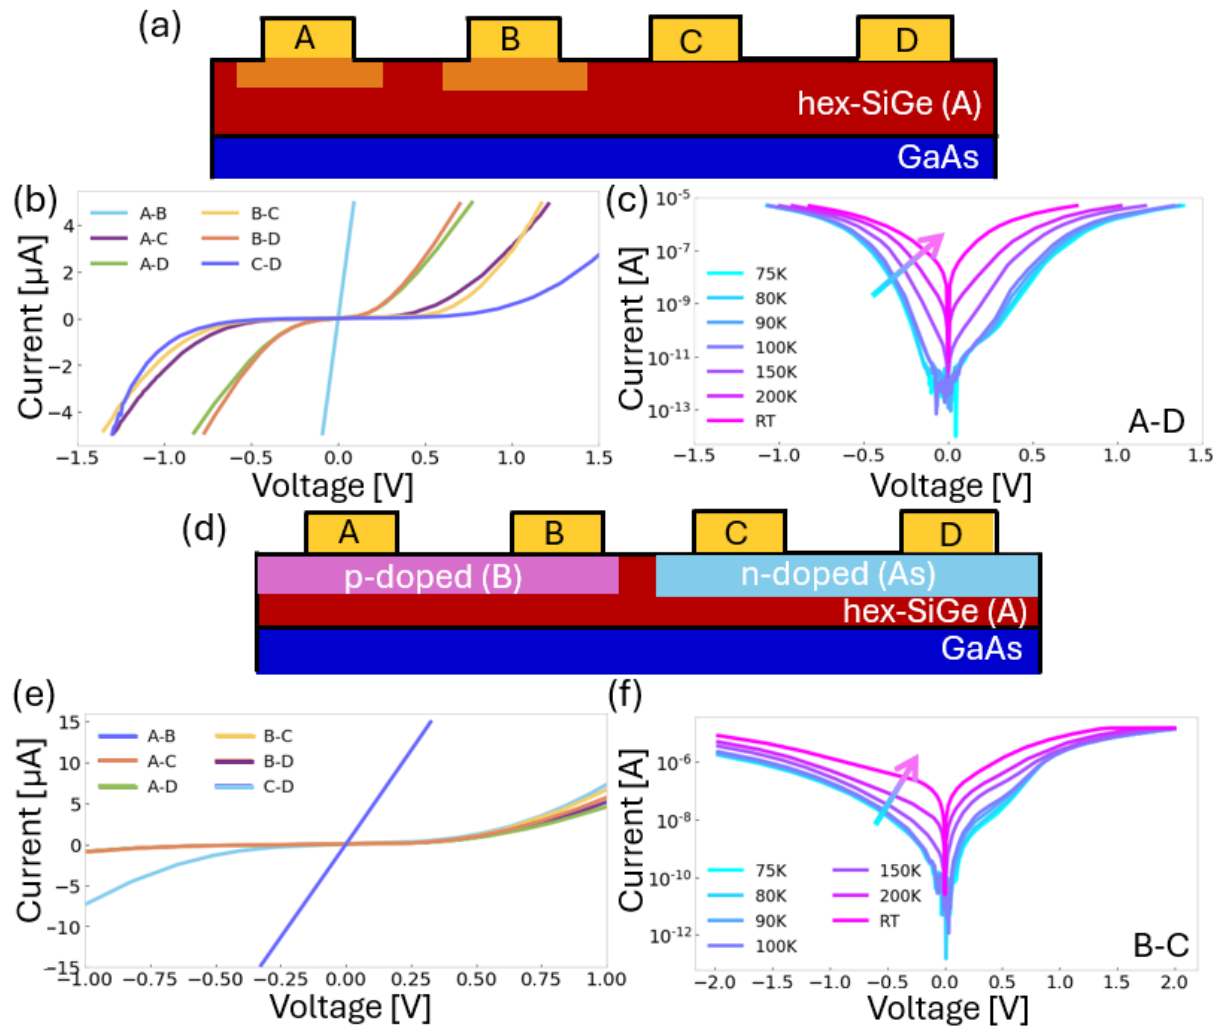 (a)
A B C D
hex-SiGe (A)
GaAs
(b)
A-B B-C
A-C B-D
A-D C-D
Current [μA]
4
2
0
−2
−4
−1.5 −1.0 −0.5 0.0 0.5 1.0 1.5
Voltage [V]
(c)
Current [A]
10⁻⁵
10⁻⁷
10⁻⁹
10⁻¹¹
10⁻¹³
75K
80K
90K
100K
150K
200K
RT
A-D
−1.5 −1.0 −0.5 0.0 0.5 1.0 1.5
Voltage [V]
(d)
A B C D
p-doped (B) n-doped (As)
hex-SiGe (A)
GaAs
(e)
A-B B-C
A-C B-D
A-D C-D
Current [μA]
15
10
5
0
−5
−10
−15
−1.00 −0.75 −0.50 −0.25 0.00 0.25 0.50 0.75 1.00
Voltage [V]
(f)
Current [A]
10⁻⁶
10⁻⁸
10⁻¹⁰
10⁻¹²
75K 150K
80K 200K
90K RT
100K
B-C
−2.0 −1.5 −1.0 −0.5 0.0 0.5 1.0 1.5 2.0
Voltage [V]